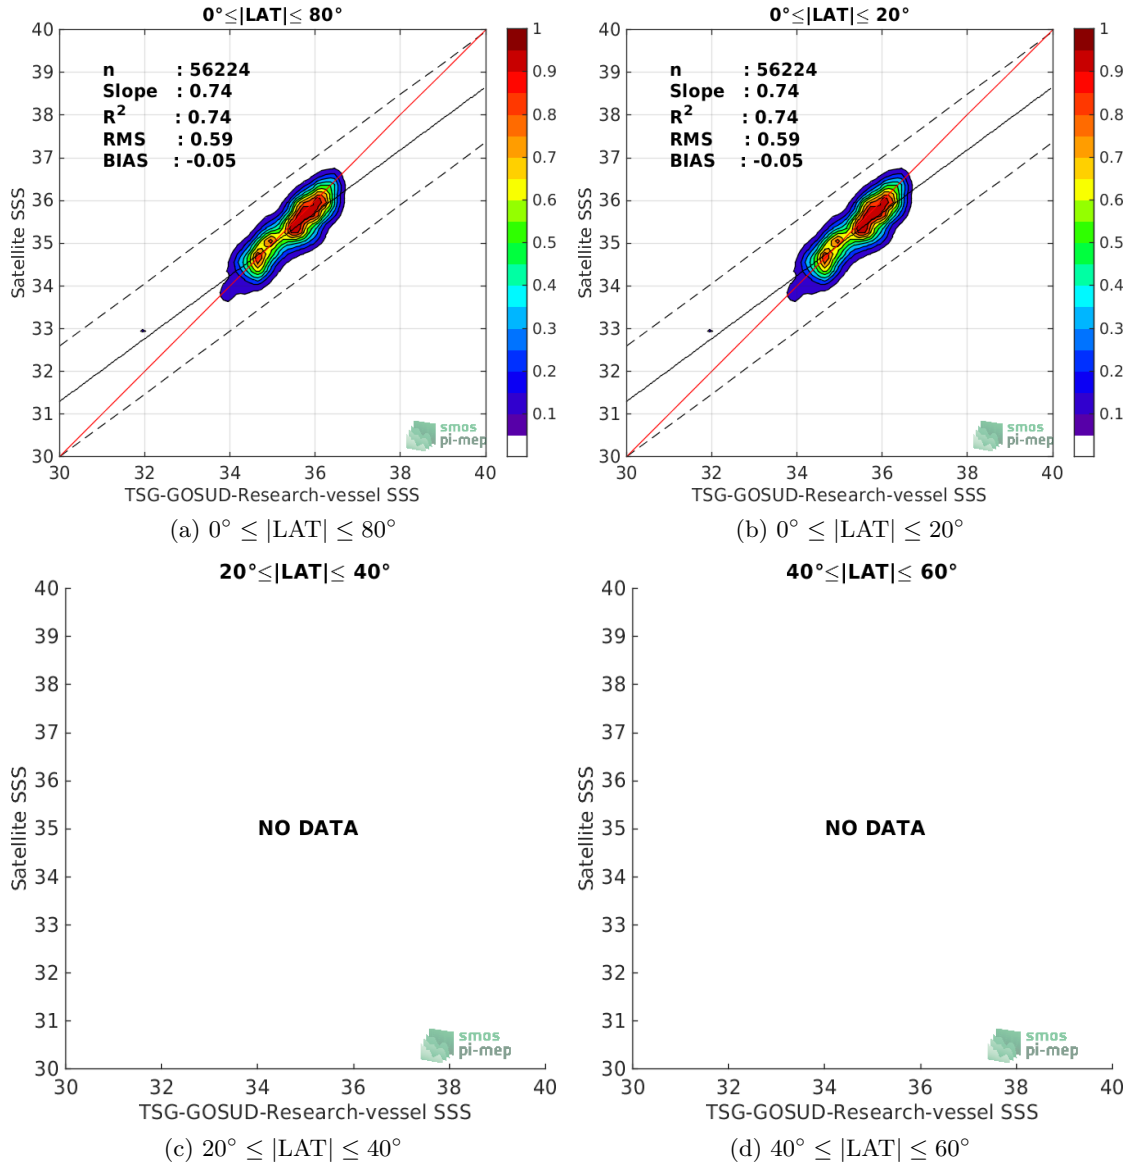 0°≤|LAT|≤ 80°
40
39
38
37
36
35
34
33
32
31
30
n : 56224
Slope : 0.74
R² : 0.74
RMS : 0.59
BIAS : -0.05
1
0.9
0.8
0.7
0.6
0.5
0.4
0.3
0.2
0.1
Satellite SSS
smos
pi-mep
30 32 34 36 38 40
TSG-GOSUD-Research-vessel SSS
(a) 0° ≤ |LAT| ≤ 80°
0°≤|LAT|≤ 20°
40
39
38
37
36
35
34
33
32
31
30
n : 56224
Slope : 0.74
R² : 0.74
RMS : 0.59
BIAS : -0.05
1
0.9
0.8
0.7
0.6
0.5
0.4
0.3
0.2
0.1
Satellite SSS
smos
pi-mep
30 32 34 36 38 40
TSG-GOSUD-Research-vessel SSS
(b) 0° ≤ |LAT| ≤ 20°
20°≤|LAT|≤ 40°
40
39
38
37
36
35
34
33
32
31
30
Satellite SSS
NO DATA
smos
pi-mep
30 32 34 36 38 40
TSG-GOSUD-Research-vessel SSS
(c) 20° ≤ |LAT| ≤ 40°
40°≤|LAT|≤ 60°
40
39
38
37
36
35
34
33
32
31
30
Satellite SSS
NO DATA
smos
pi-mep
30 32 34 36 38 40
TSG-GOSUD-Research-vessel SSS
(d) 40° ≤ |LAT| ≤ 60°